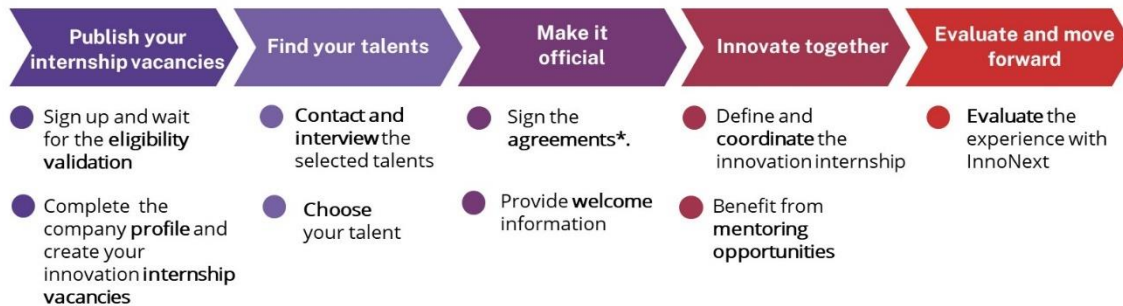 Publish your
internship vacancies
Find your talents
Make it
official
Innovate together
Evaluate and move
forward
Sign up and wait
for the eligibility
validation
Complete the
company profile and
create your
innovation internship
vacancies
Contact and
interview the
selected talents
Choose
your talent
Sign the
agreements*.
Provide welcome
information
Define and
coordinate the
innovation internship
Benefit from
mentoring
opportunities
Evaluate the
experience with
InnoNext